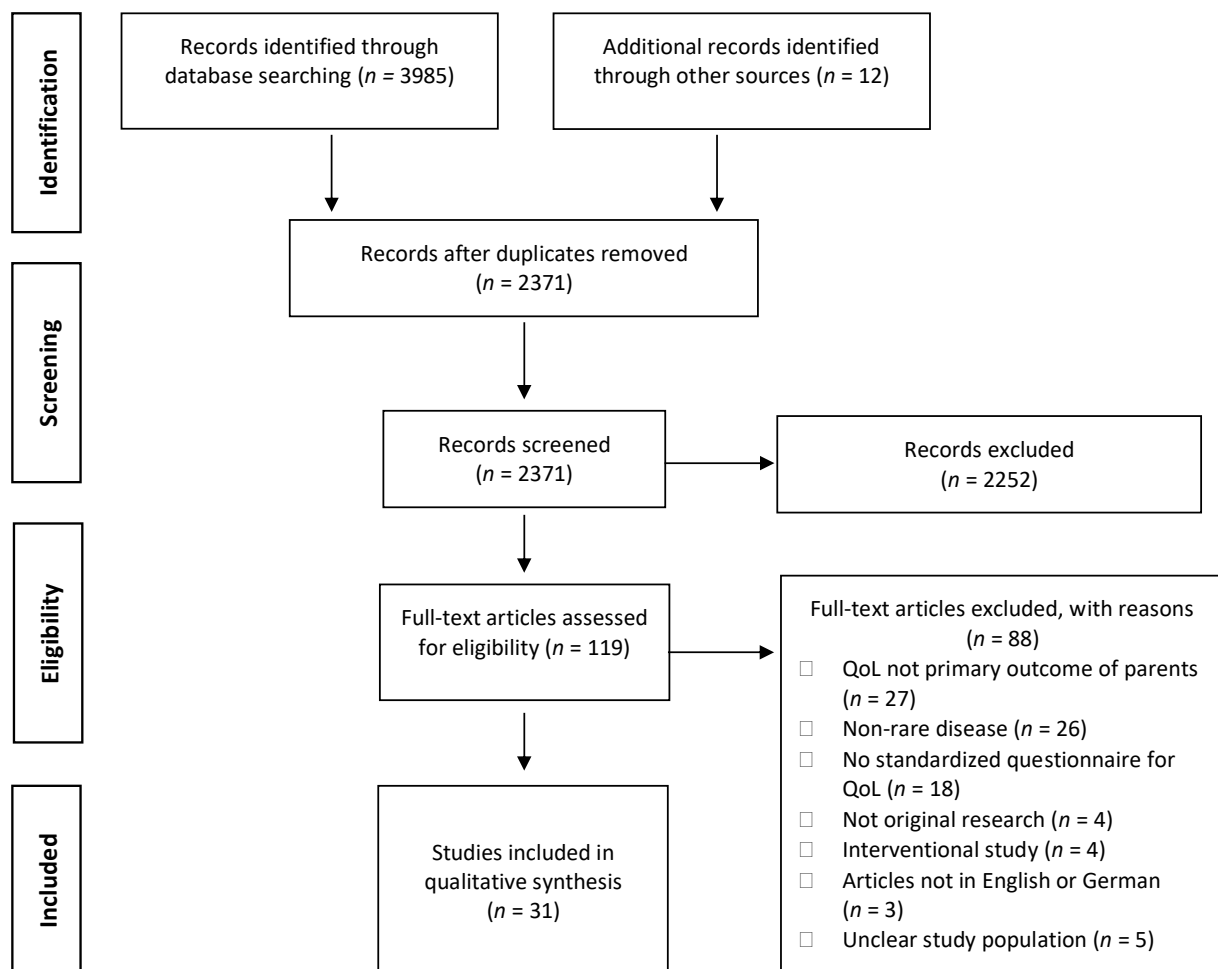 Identification
Records identified through
database searching (n = 3985)
Additional records identified
through other sources (n = 12)
Records after duplicates removed
(n = 2371)
Screening
Records screened
(n = 2371)
Records excluded
(n = 2252)
Eligibility
Full-text articles assessed
for eligibility (n = 119)
Full-text articles excluded, with reasons
(n = 88)
QoL not primary outcome of parents
(n = 27)
Non-rare disease (n = 26)
No standardized questionnaire for
QoL (n = 18)
Not original research (n = 4)
Interventional study (n = 4)
Articles not in English or German
(n = 3)
Unclear study population (n = 5)
Included
Studies included in
qualitative synthesis
(n = 31)